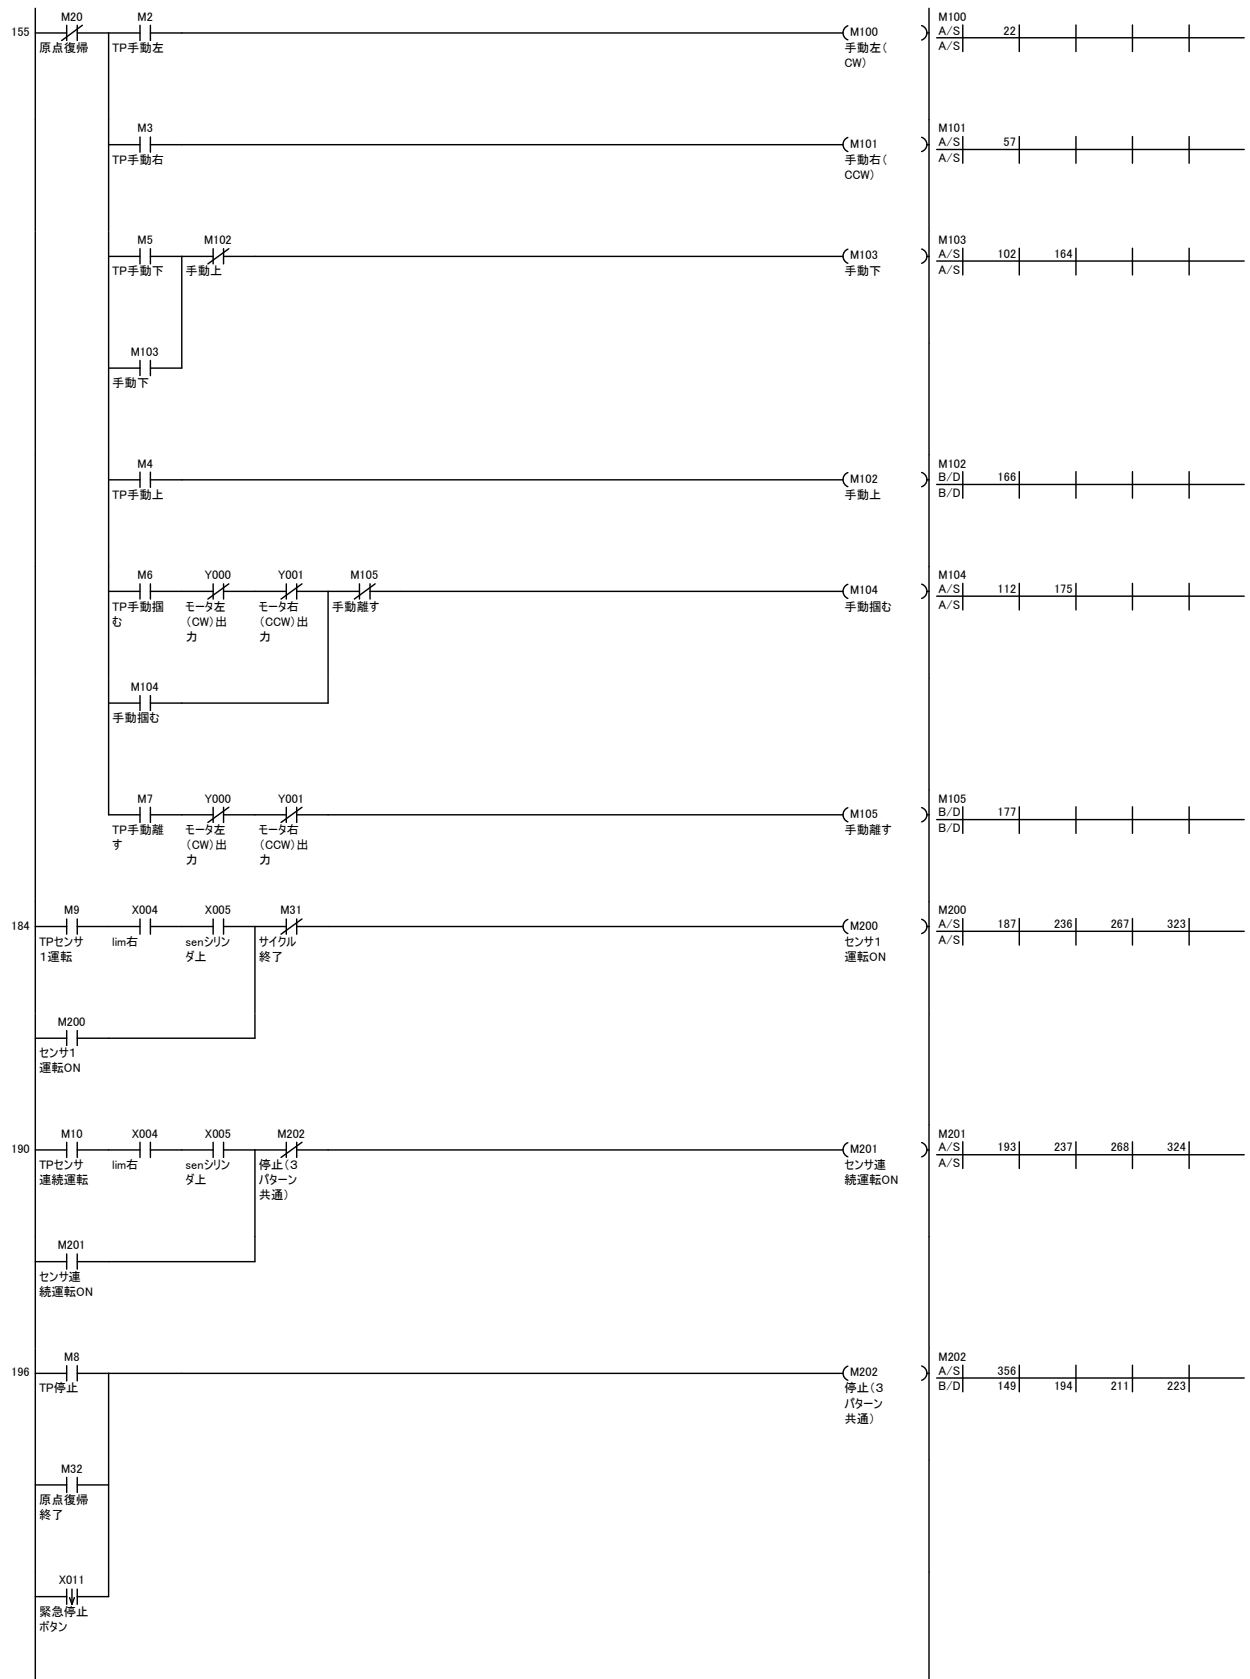 M20 M2 M100
155 (M100 ) A/S 22
原点復帰 TP手動左 手動左( A/S
CW)
M3 M101
(M101 ) A/S 57
TP手動右 手動右( A/S
CCW)
M5 M102 M103
(M103 ) A/S 102 164
TP手動下 手動上 手動下 A/S
M103
手動下
M4 M102
(M102 ) B/D 166
TP手動上 手動上 B/D
M6 Y000 Y001 M105 M104
(M104 ) A/S 112 175
TP手動掴 モータ左 モータ右 手動離す 手動掴む A/S
む (CW)出 (CCW)出
力 力
M104
手動掴む
M7 Y000 Y001 M105
(M105 ) B/D 177
TP手動離 モータ左 モータ右 手動離す B/D
す (CW)出 (CCW)出
力 力
M9 X004 X005 M31 M200
184 (M200 ) A/S 187 236 267 323
TPセンサ lim右 senシリン サイクル センサ1 A/S
1運転 ダ上 終了 運転ON
M200
センサ1
運転ON
M10 X004 X005 M202 M201
190 (M201 ) A/S 193 237 268 324
TPセンサ lim右 senシリン 停止(3 センサ連 A/S
連続運転 ダ上 パターン 続運転ON
共通)
M201
センサ連
続運転ON
M8 M202
196 (M202 ) A/S 356
TP停止 停止(3 B/D 149 194 211 223
パターン
共通)
M32
原点復帰
終了
X011
緊急停止
ボタン